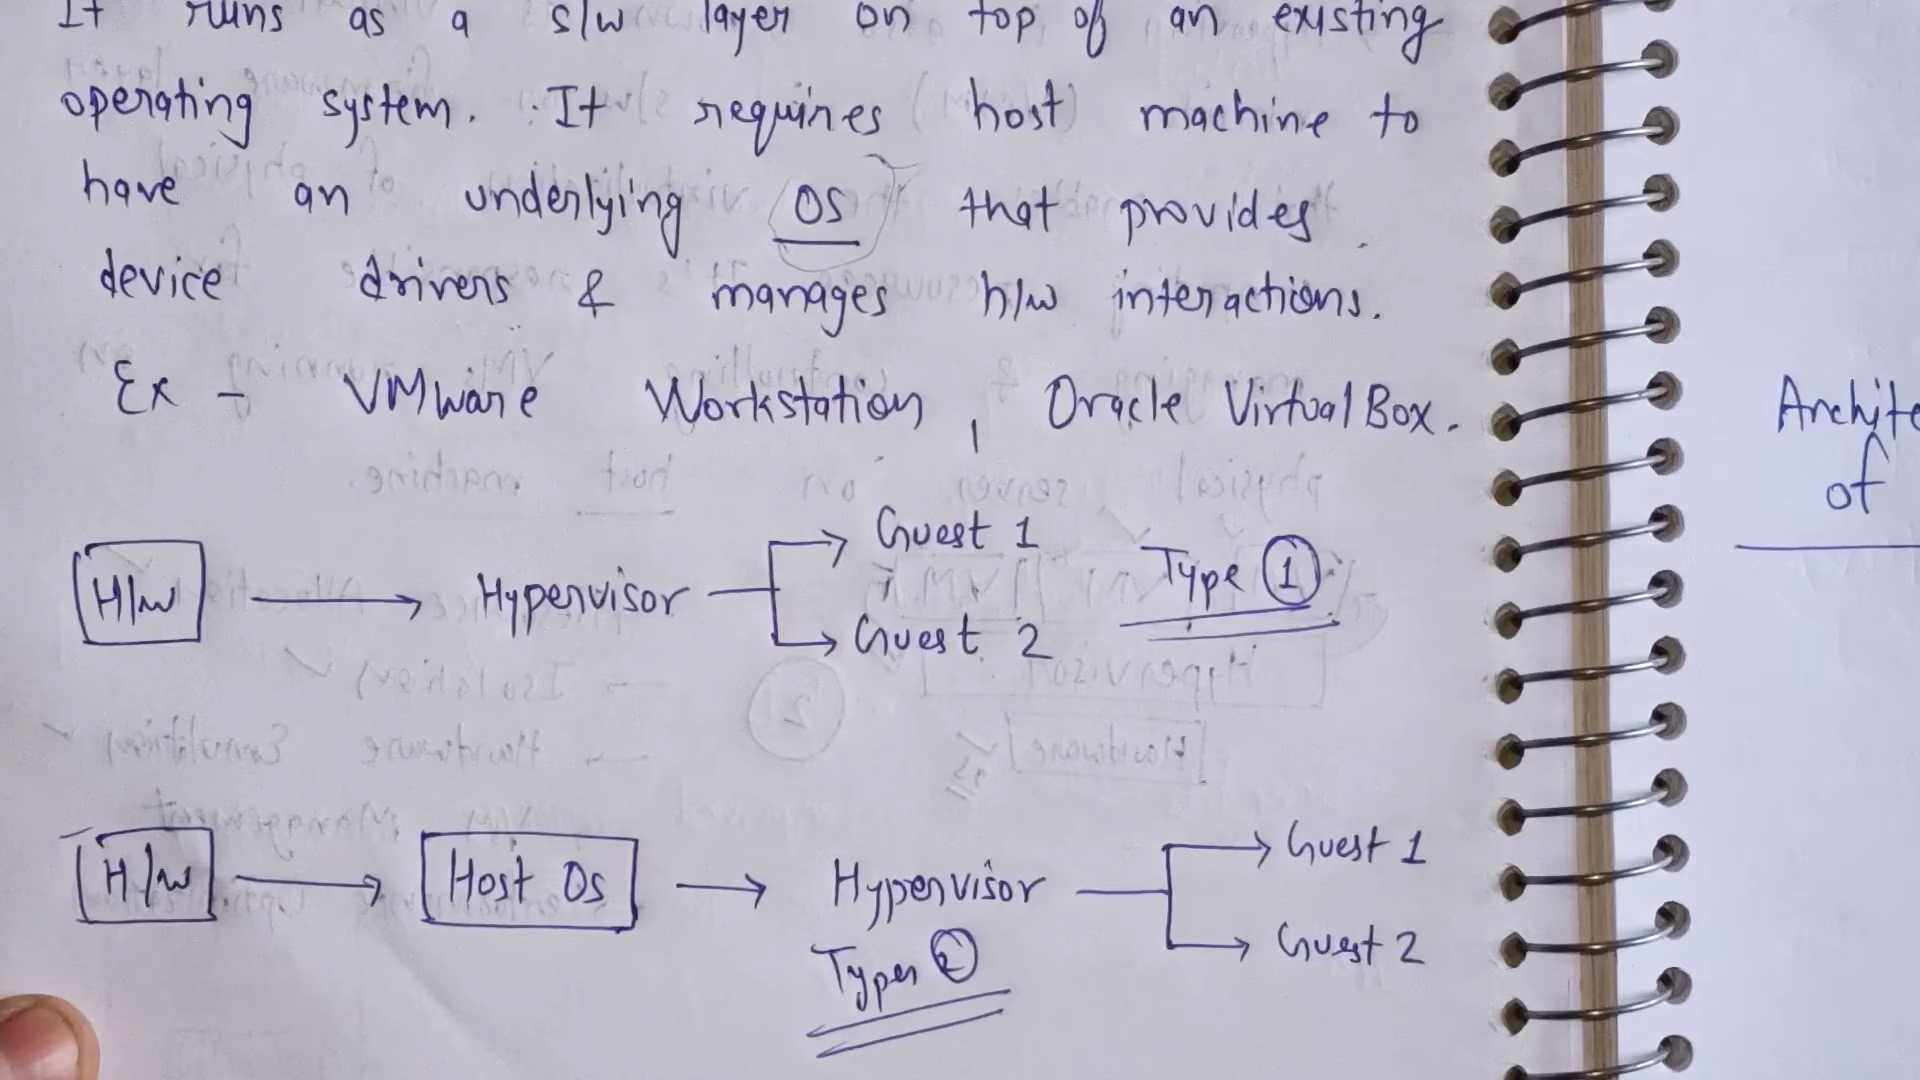 It runs as a s/w layer on top of an existing
operating system. It requires host machine to
have an underlying OS that provides
device drivers & manages h/w interactions.
Ex - VMware Workstation, Oracle VirtualBox.
H/w → Hypervisor → Guest 1
→ Guest 2
Type 1
H/w → Host Os → Hypervisor → Guest 1
→ Guest 2
Type 2
Archite
of